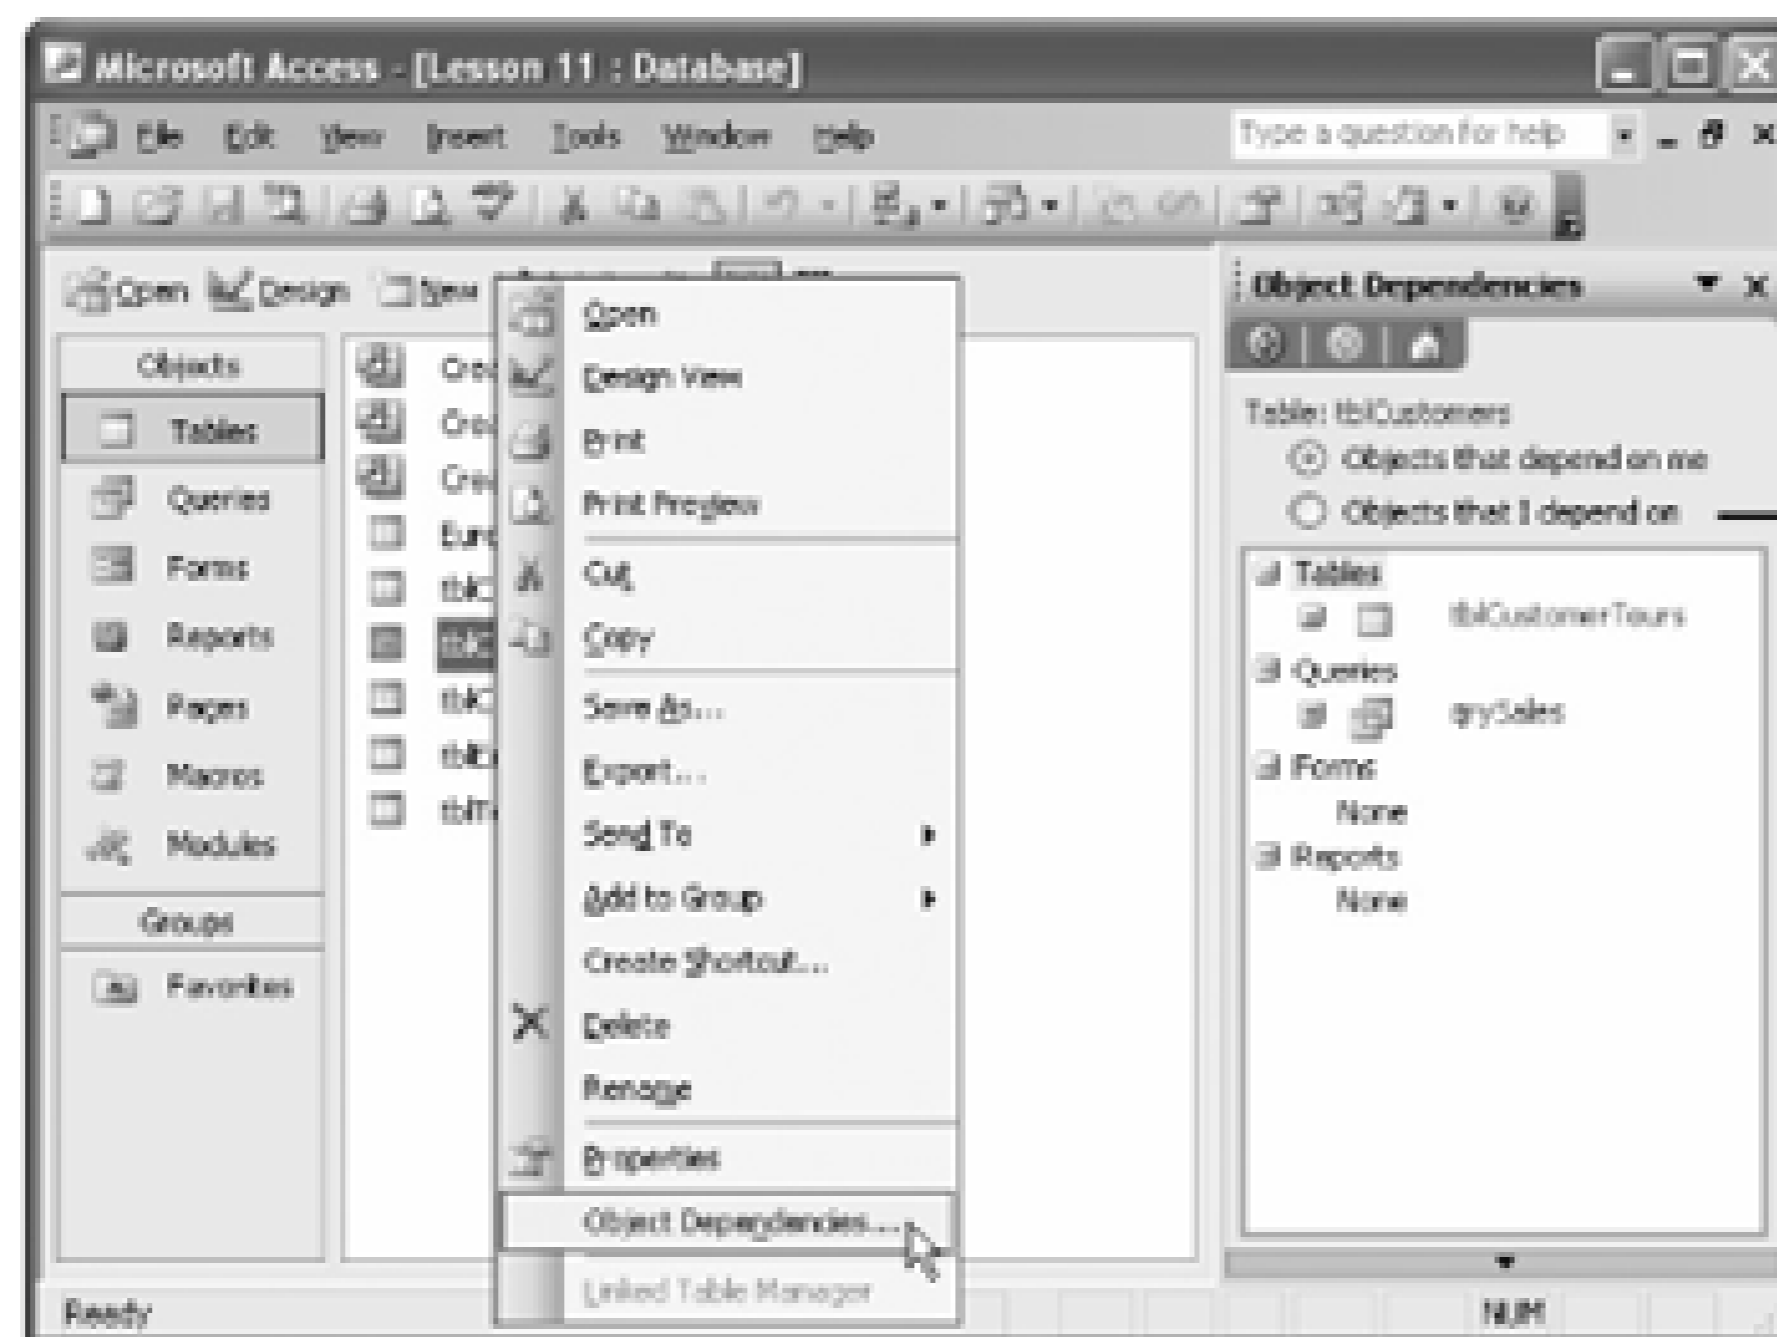 Microsoft Access - [Lesson 11 : Database]
File Edit View Insert Tools Window Help
Type a question for help
Open Design New
Objects
Tables
Queries
Forms
Reports
Pages
Macros
Modules
Groups
Favorites
Open
Design View
Print
Print Preview
Cut
Copy
Save As...
Export...
Send To
Add to Group
Create Shortcut...
Delete
Rename
Properties
Object Dependencies...
Linked Table Manager
Object Dependencies
Table: tblCustomers
Objects that depend on me
Objects that I depend on
Tables
tblCustomerTours
Queries
qrySales
Forms
None
Reports
None
Ready
NUM